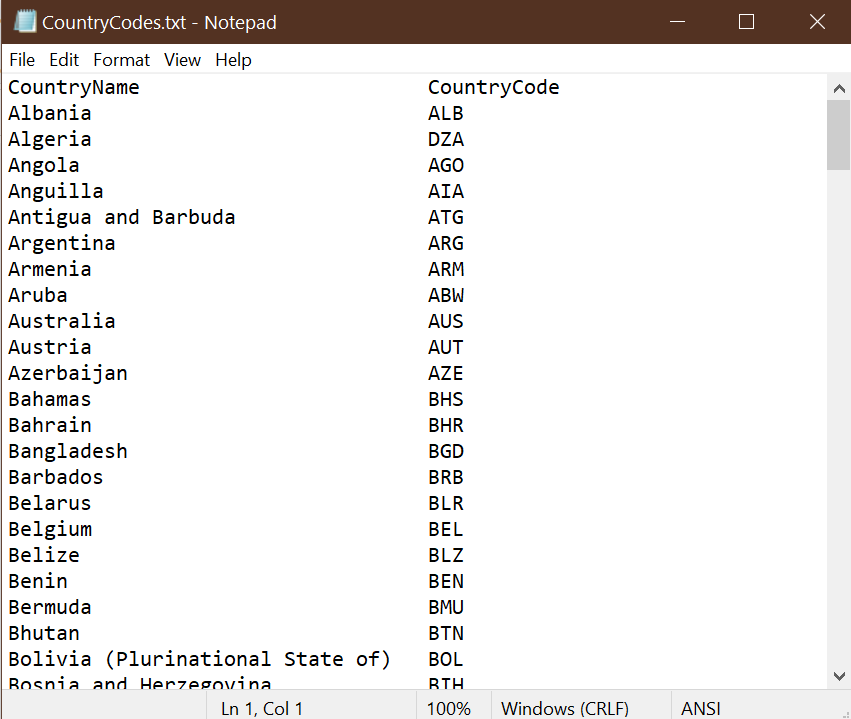 CountryCodes.txt - Notepad
File Edit Format View Help
CountryName CountryCode
Albania ALB
Algeria DZA
Angola AGO
Anguilla AIA
Antigua and Barbuda ATG
Argentina ARG
Armenia ARM
Aruba ABW
Australia AUS
Austria AUT
Azerbaijan AZE
Bahamas BHS
Bahrain BHR
Bangladesh BGD
Barbados BRB
Belarus BLR
Belgium BEL
Belize BLZ
Benin BEN
Bermuda BMU
Bhutan BTN
Bolivia (Plurinational State of) BOL
Bosnia and Herzegovina BIH
Ln 1, Col 1 100% Windows (CRLF) ANSI